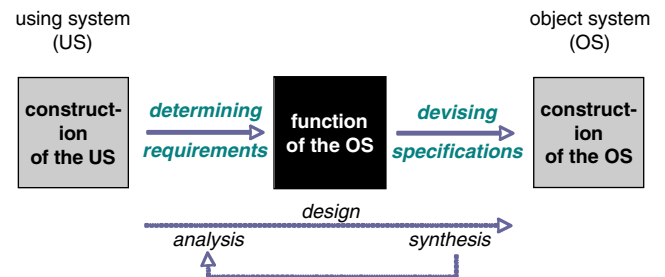 using system
(US)
object system
(OS)
construct-
ion
of the US
determining
requirements
function
of the OS
devising
specifications
construct-
ion
of the OS
design
analysis
synthesis